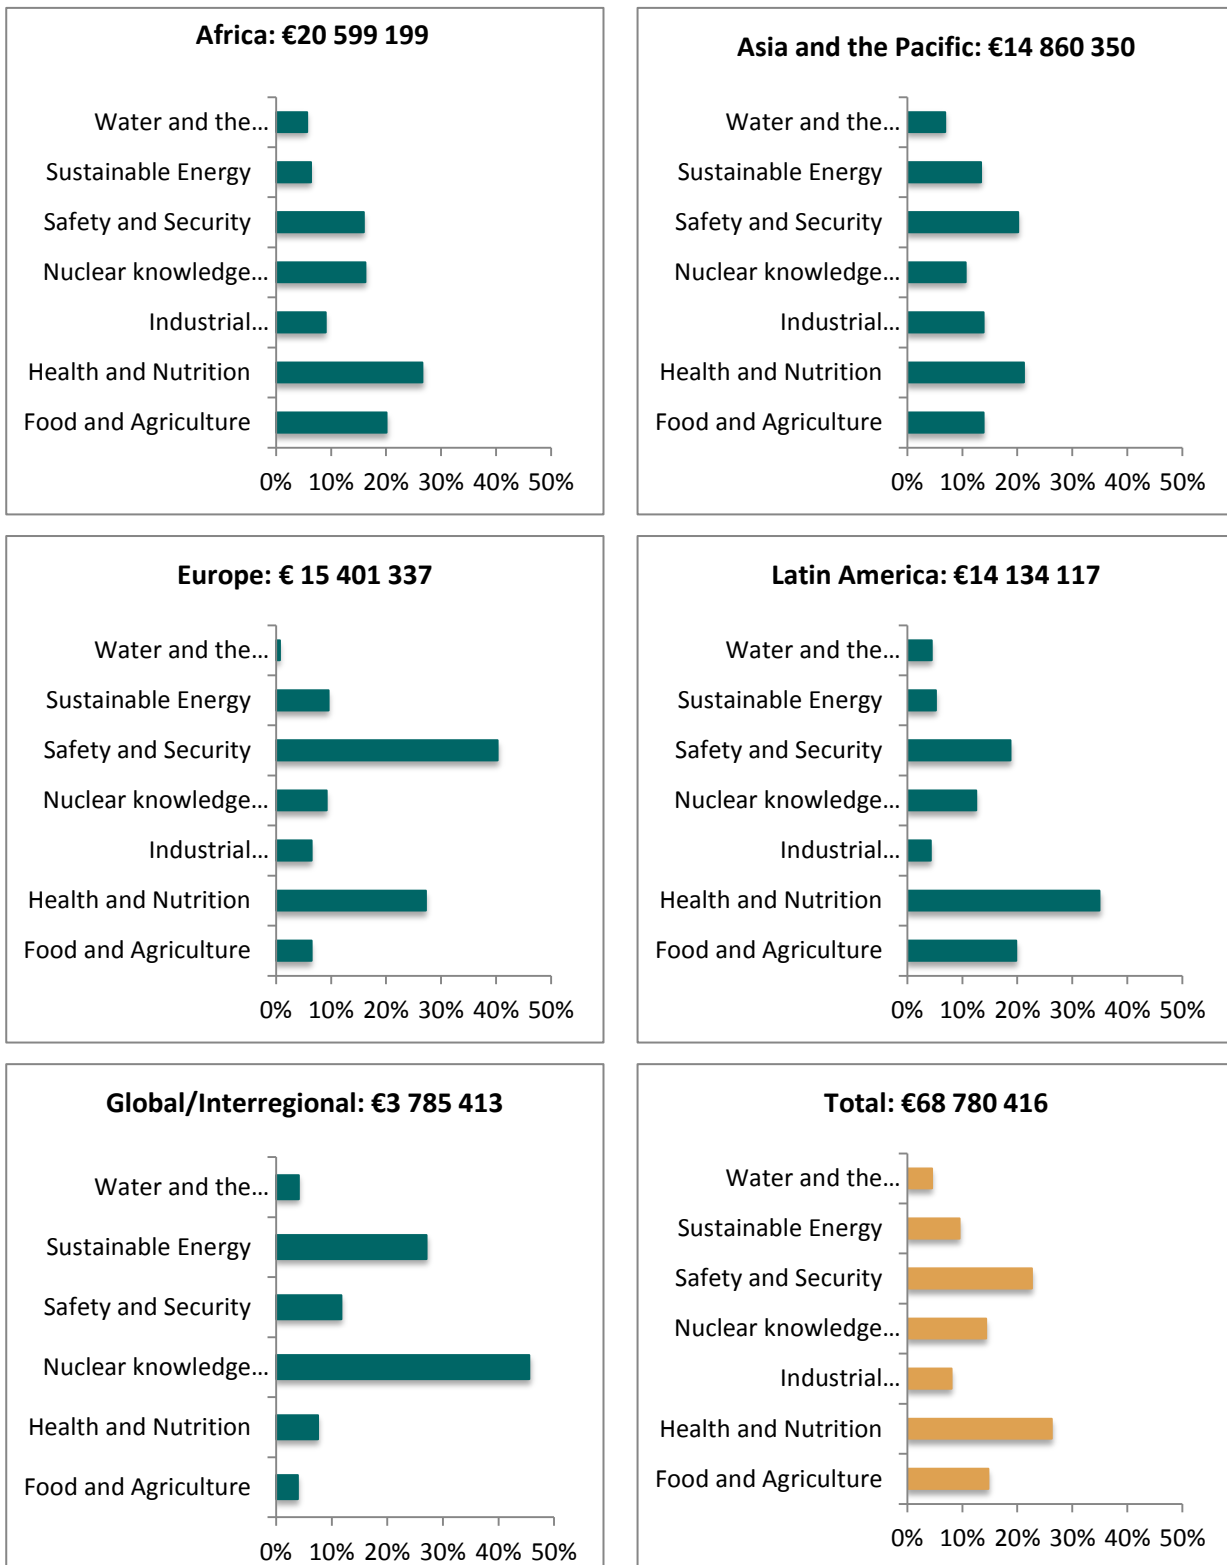 Africa: €20 599 199
Water and the...
Sustainable Energy
Safety and Security
Nuclear knowledge...
Industrial...
Health and Nutrition
Food and Agriculture
0% 10% 20% 30% 40% 50%
Asia and the Pacific: €14 860 350
Water and the...
Sustainable Energy
Safety and Security
Nuclear knowledge...
Industrial...
Health and Nutrition
Food and Agriculture
0% 10% 20% 30% 40% 50%
Europe: € 15 401 337
Water and the...
Sustainable Energy
Safety and Security
Nuclear knowledge...
Industrial...
Health and Nutrition
Food and Agriculture
0% 10% 20% 30% 40% 50%
Latin America: €14 134 117
Water and the...
Sustainable Energy
Safety and Security
Nuclear knowledge...
Industrial...
Health and Nutrition
Food and Agriculture
0% 10% 20% 30% 40% 50%
Global/Interregional: €3 785 413
Water and the...
Sustainable Energy
Safety and Security
Nuclear knowledge...
Health and Nutrition
Food and Agriculture
0% 10% 20% 30% 40% 50%
Total: €68 780 416
Water and the...
Sustainable Energy
Safety and Security
Nuclear knowledge...
Industrial...
Health and Nutrition
Food and Agriculture
0% 10% 20% 30% 40% 50%